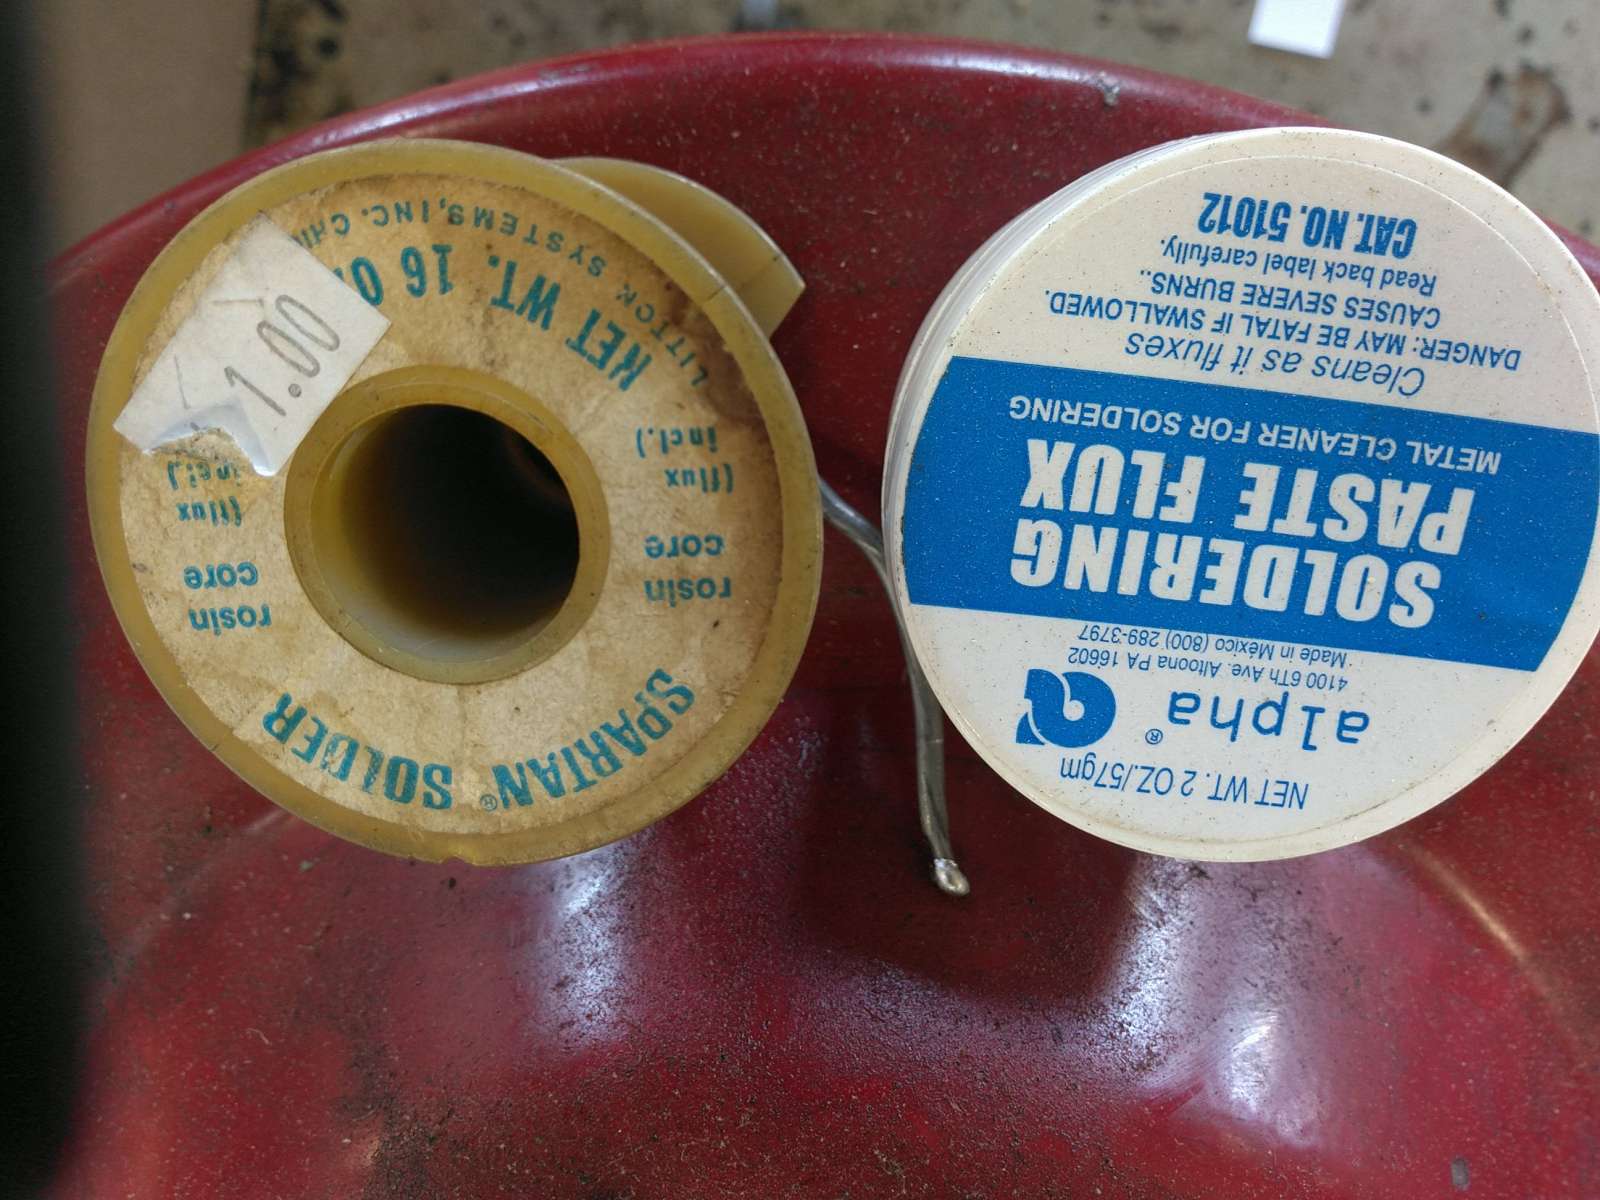 SPARTAN® SOLDER
rosin
core
(flux
incl.)
rosin
core
(flux
incl.)
NET WT. 16
LITTON SYSTEMS, INC.
1.00
NET WT. 2 OZ./57gm
alpha®
4100 6Th Ave. Altoona PA 16602
Made in México (800) 289-3797
SOLDERING
PASTE FLUX
METAL CLEANER FOR SOLDERING
Cleans as it fluxes
DANGER: MAY BE FATAL IF SWALLOWED.
CAUSES SEVERE BURNS..
Read back label carefully.
CAT. NO. 51012